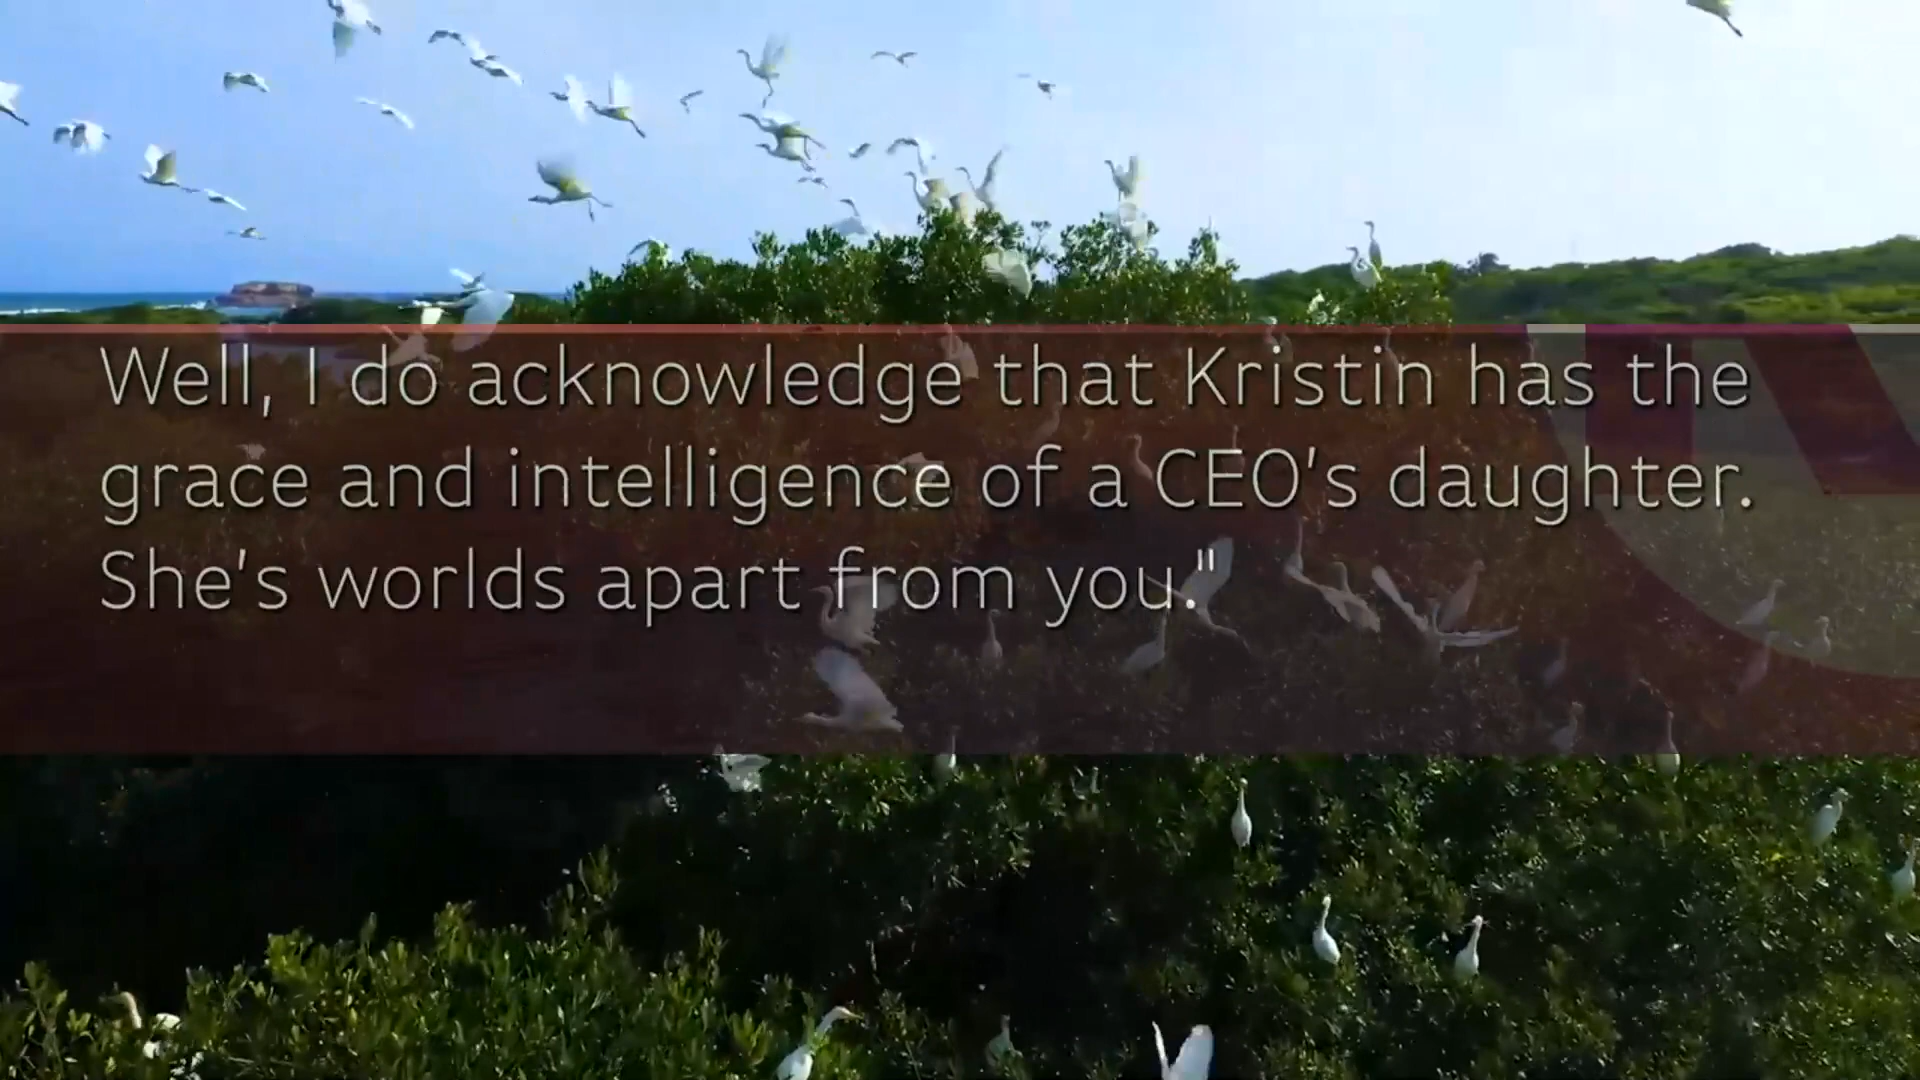 Well, I do acknowledge that Kristin has the
grace and intelligence of a CEO's daughter.
She's worlds apart from you."